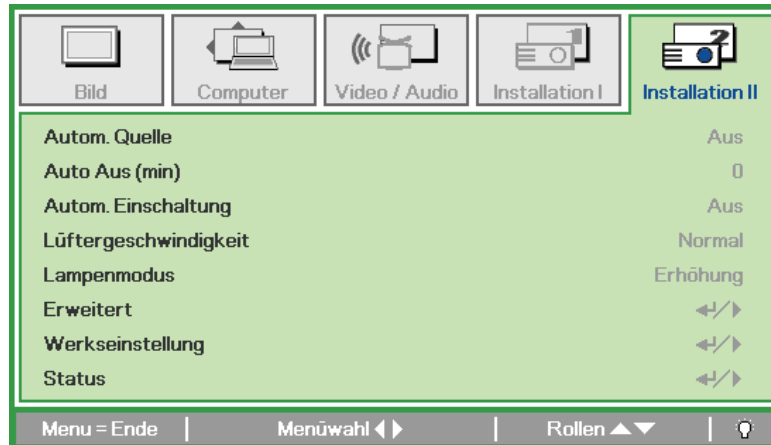 Bild Computer Video / Audio Installation I Installation II
Autom. Quelle Aus
Auto Aus (min) 0
Autom. Einschaltung Aus
Lüftergeschwindigkeit Normal
Lampenmodus Erhöhung
Erweitert
Werkseinstellung
Status
Menu = Ende Menüwahl Rollen